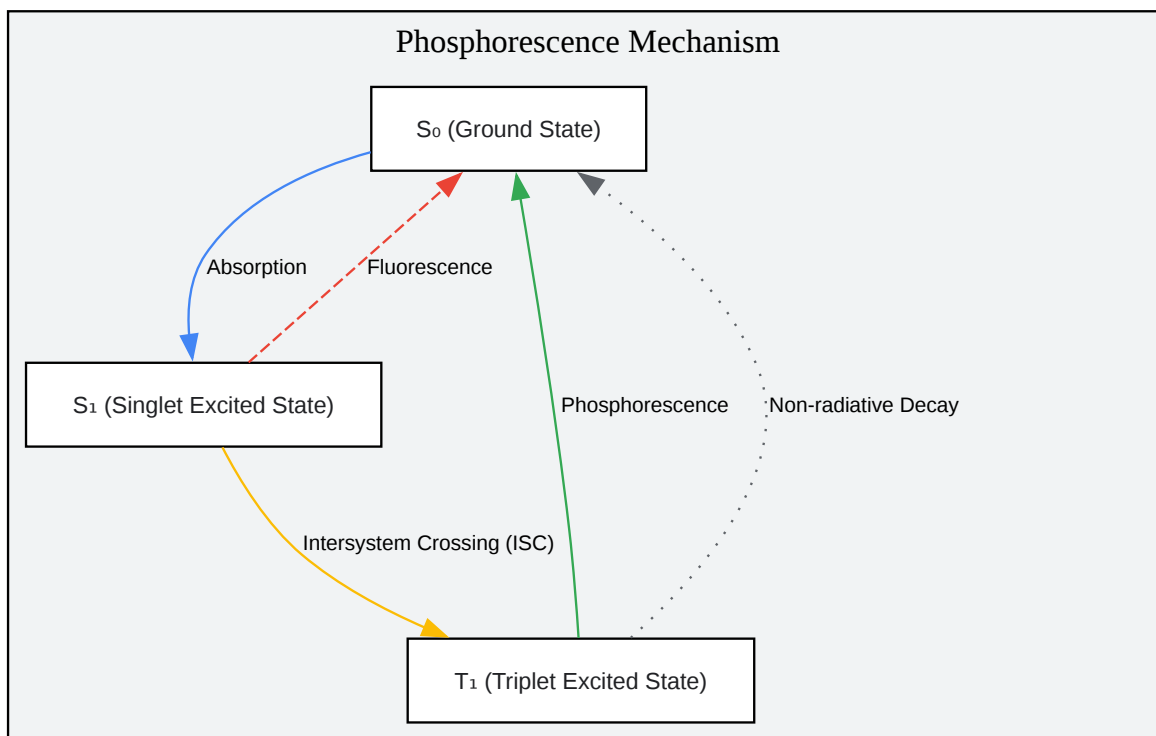 Phosphorescence Mechanism
S₀ (Ground State)
Absorption
Fluorescence
S₁ (Singlet Excited State)
Phosphorescence
Non-radiative Decay
Intersystem Crossing (ISC)
T₁ (Triplet Excited State)